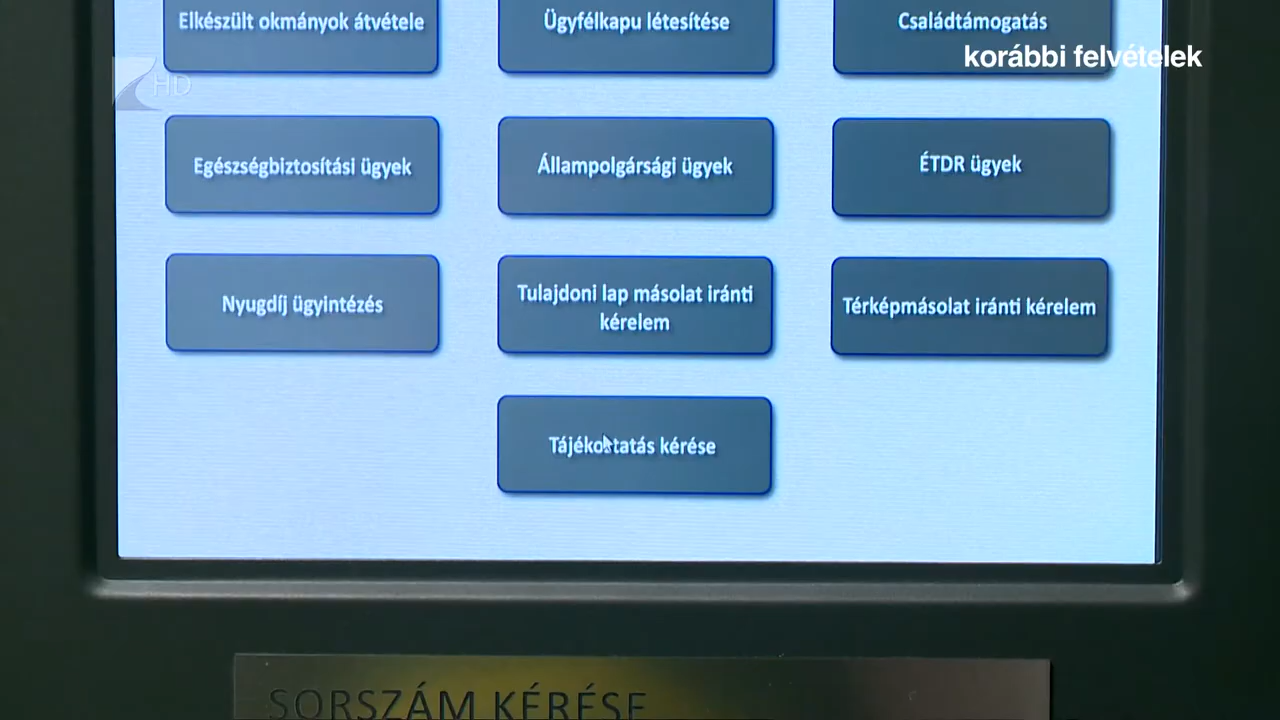 Elkészült okmányok átvétele
Ügyfélkapu létesítése
Családtámogatás
korábbi felvételek
HD
Egészségbiztosítási ügyek
Állampolgársági ügyek
ÉTDR ügyek
Nyugdíj ügyintézés
Tulajdoni lap másolat iránti
kérelem
Térképmásolat iránti kérelem
Tájékoztatás kérése
SORSZÁM KÉRÉSE